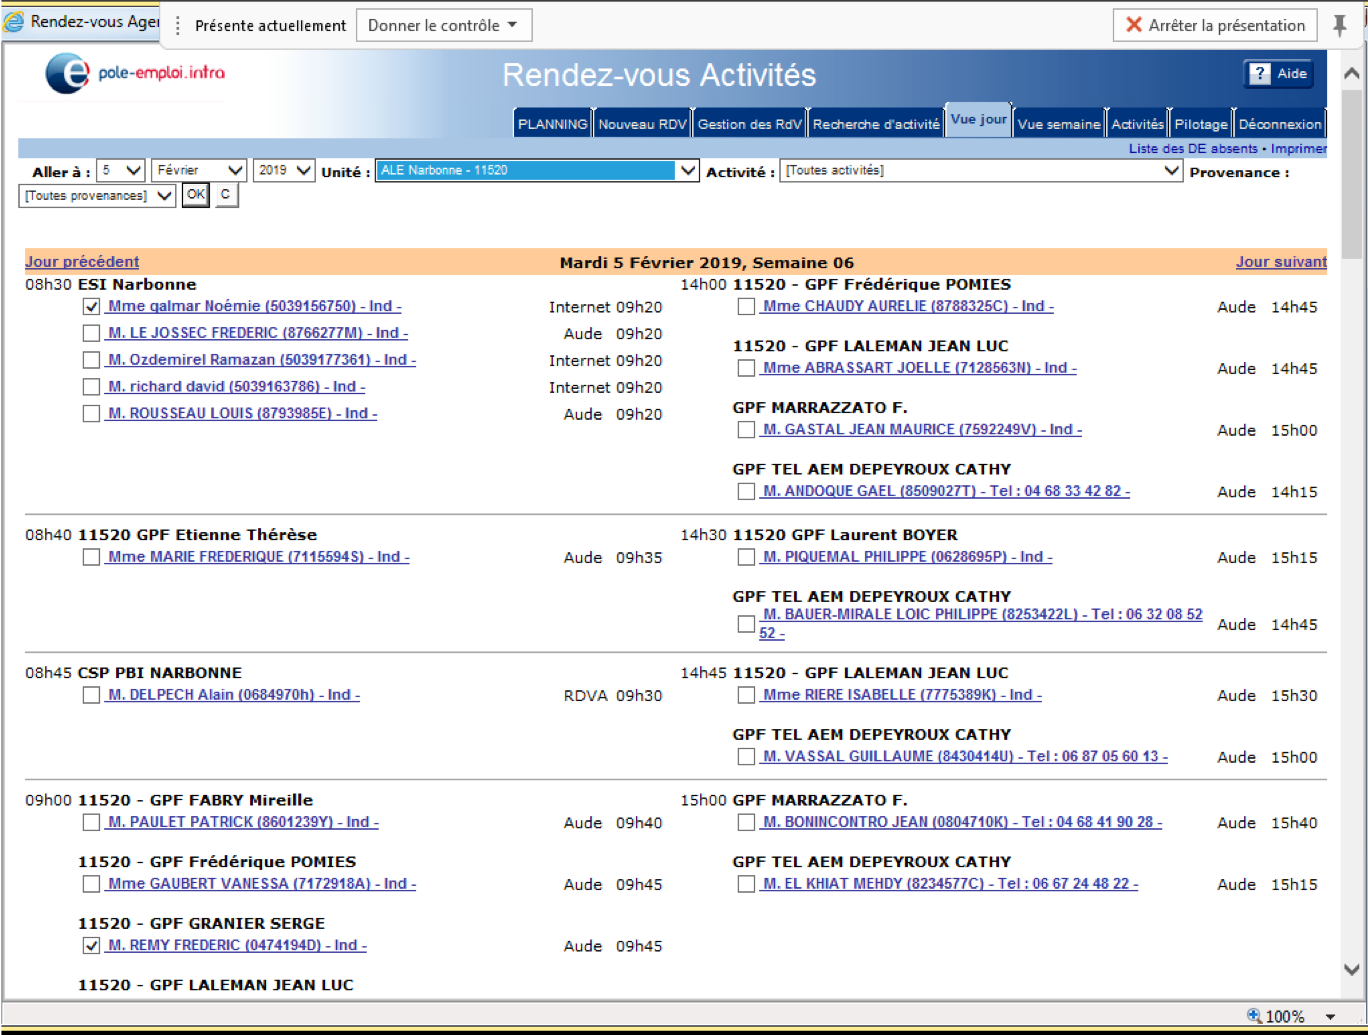 Rendez-vous Ager
Présente actuellement
Donner le contrôle
Arrêter la présentation
pole-emploi.intra
Rendez-vous Activités
? Aide
PLANNING Nouveau RDV Gestion des RdV Recherche d'activité Vue jour Vue semaine Activités Pilotage Déconnexion
Liste des DE absents • Imprimer
Aller à : 5 Février 2019 Unité : ALE Narbonne - 11520 Activité : [Toutes activités] Provenance :
[Toutes provenances] OK C
Jour précédent Mardi 5 Février 2019, Semaine 06 Jour suivant
08h30 ESI Narbonne
Mme galmar Noémie (5039156750) - Ind - Internet 09h20
M. LE JOSSEC FREDERIC (8766277M) - Ind - Aude 09h20
M. Ozdemirel Ramazan (5039177361) - Ind - Internet 09h20
M. richard david (5039163786) - Ind - Internet 09h20
M. ROUSSEAU LOUIS (8793985E) - Ind - Aude 09h20
14h00 11520 - GPF Frédérique POMIES
Mme CHAUDY AURELIE (8788325C) - Ind - Aude 14h45
11520 - GPF LALEMAN JEAN LUC
Mme ABRASSART JOELLE (7128563N) - Ind - Aude 14h45
GPF MARRAZZATO F.
M. GASTAL JEAN MAURICE (7592249V) - Ind - Aude 15h00
GPF TEL AEM DEPEYROUX CATHY
M. ANDOQUE GAEL (8509027T) - Tel : 04 68 33 42 82 - Aude 14h15
08h40 11520 GPF Etienne Thérèse
Mme MARIE FREDERIQUE (7115594S) - Ind - Aude 09h35
14h30 11520 GPF Laurent BOYER
M. PIQUEMAL PHILIPPE (0628695P) - Ind - Aude 15h15
GPF TEL AEM DEPEYROUX CATHY
M. BAUER-MIRALE LOIC PHILIPPE (8253422L) - Tel : 06 32 08 52
52 - Aude 14h45
08h45 CSP PBI NARBONNE
M. DELPECH Alain (0684970h) - Ind - RDVA 09h30
14h45 11520 - GPF LALEMAN JEAN LUC
Mme RIERE ISABELLE (7775389K) - Ind - Aude 15h30
GPF TEL AEM DEPEYROUX CATHY
M. VASSAL GUILLAUME (8430414U) - Tel : 06 87 05 60 13 - Aude 15h00
09h00 11520 - GPF FABRY Mireille
M. PAULET PATRICK (8601239Y) - Ind - Aude 09h40
11520 - GPF Frédérique POMIES
Mme GAUBERT VANESSA (7172918A) - Ind - Aude 09h45
11520 - GPF GRANIER SERGE
M. REMY FREDERIC (0474194D) - Ind - Aude 09h45
11520 - GPF LALEMAN JEAN LUC
15h00 GPF MARRAZZATO F.
M. BONINCONTRO JEAN (0804710K) - Tel : 04 68 41 90 28 - Aude 15h40
GPF TEL AEM DEPEYROUX CATHY
M. EL KHIAT MEHDY (8234577C) - Tel : 06 67 24 48 22 - Aude 15h15
100%